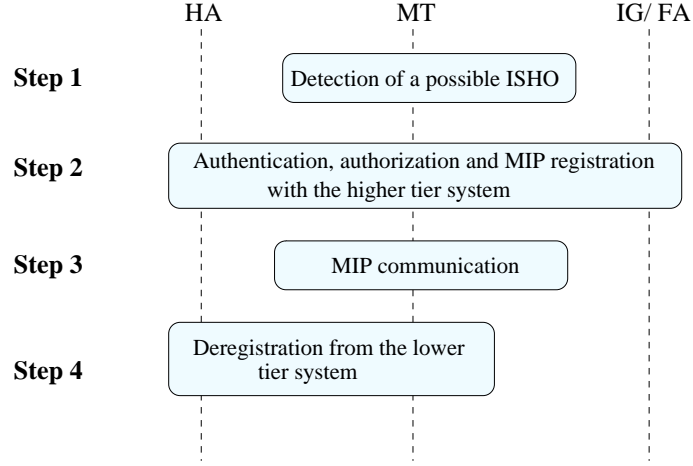 HA MT IG/ FA
Step 1
Detection of a possible ISHO
Step 2
Authentication, authorization and MIP registration
with the higher tier system
Step 3
MIP communication
Step 4
Deregistration from the lower
tier system